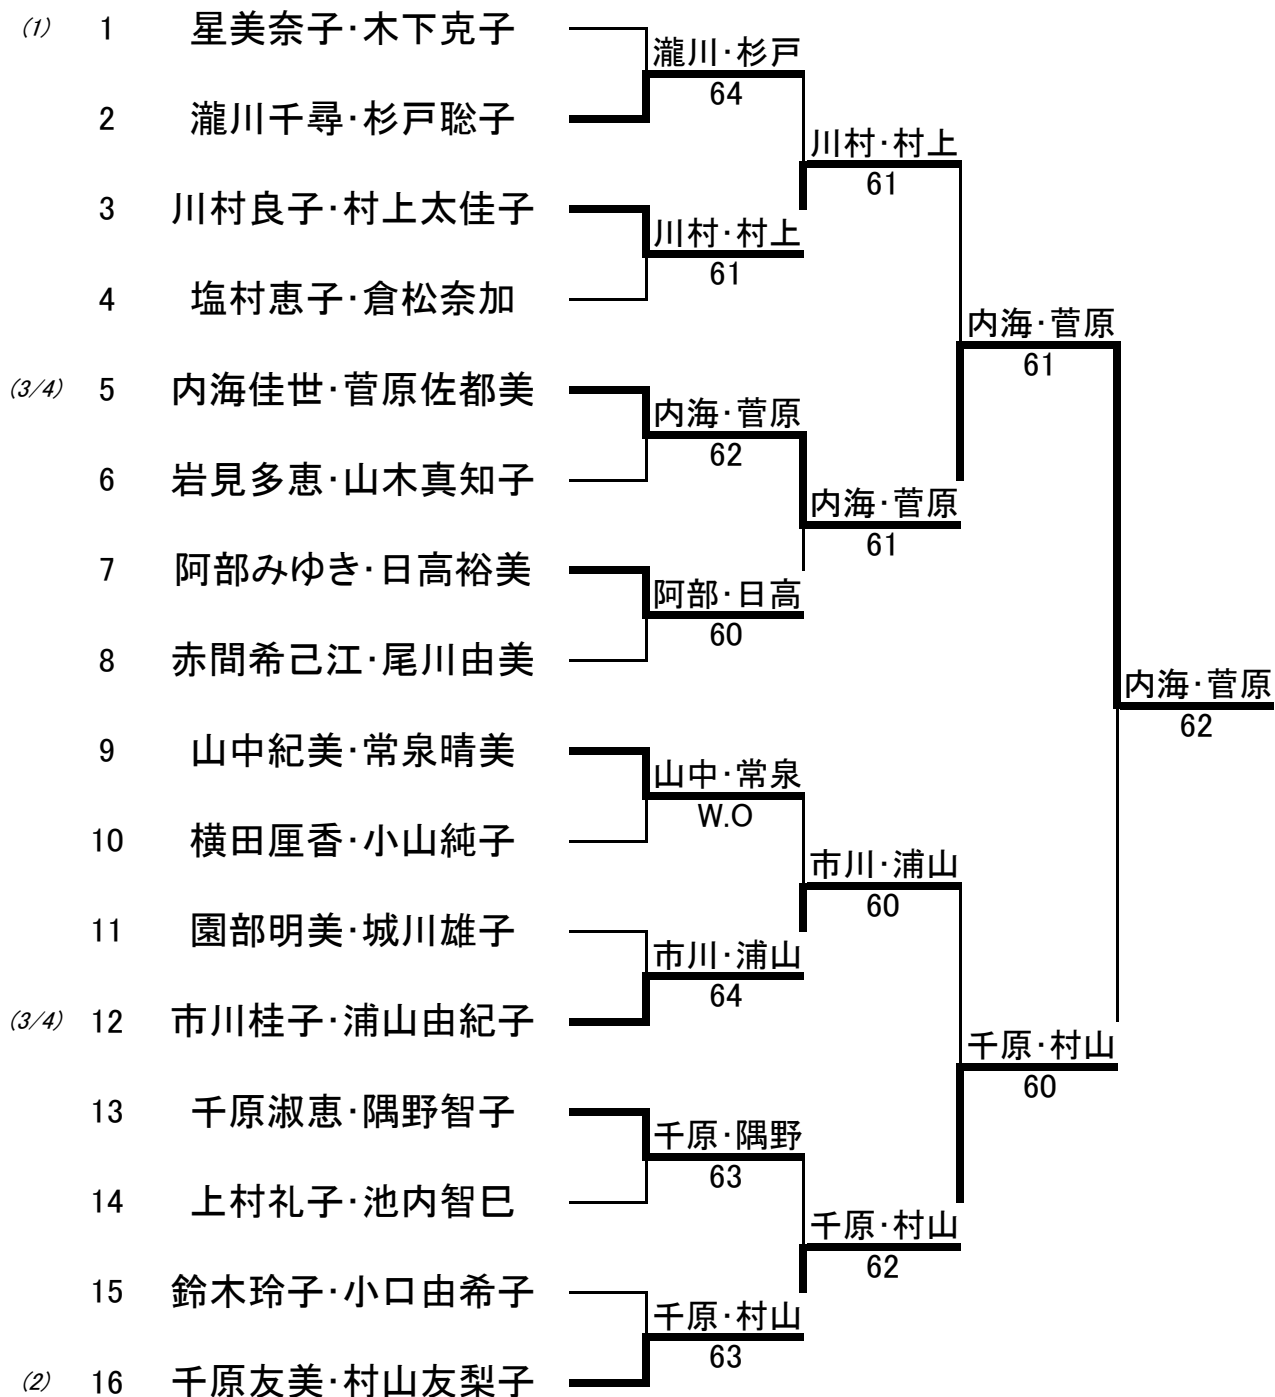 (1) 1 星美奈子・木下克子
瀧川・杉戸
64
2 瀧川千尋・杉戸聡子
川村・村上
61
3 川村良子・村上太佳子
川村・村上
61
4 塩村恵子・倉松奈加
内海・菅原
61
(3/4) 5 内海佳世・菅原佐都美
内海・菅原
62
6 岩見多恵・山木真知子
内海・菅原
61
7 阿部みゆき・日高裕美
阿部・日高
60
8 赤間希己江・尾川由美
内海・菅原
62
9 山中紀美・常泉晴美
山中・常泉
W.O
10 横田厘香・小山純子
市川・浦山
60
11 園部明美・城川雄子
市川・浦山
64
(3/4) 12 市川桂子・浦山由紀子
千原・村山
60
13 千原淑恵・隅野智子
千原・隅野
63
14 上村礼子・池内智巳
千原・村山
62
15 鈴木玲子・小口由希子
千原・村山
63
(2) 16 千原友美・村山友梨子